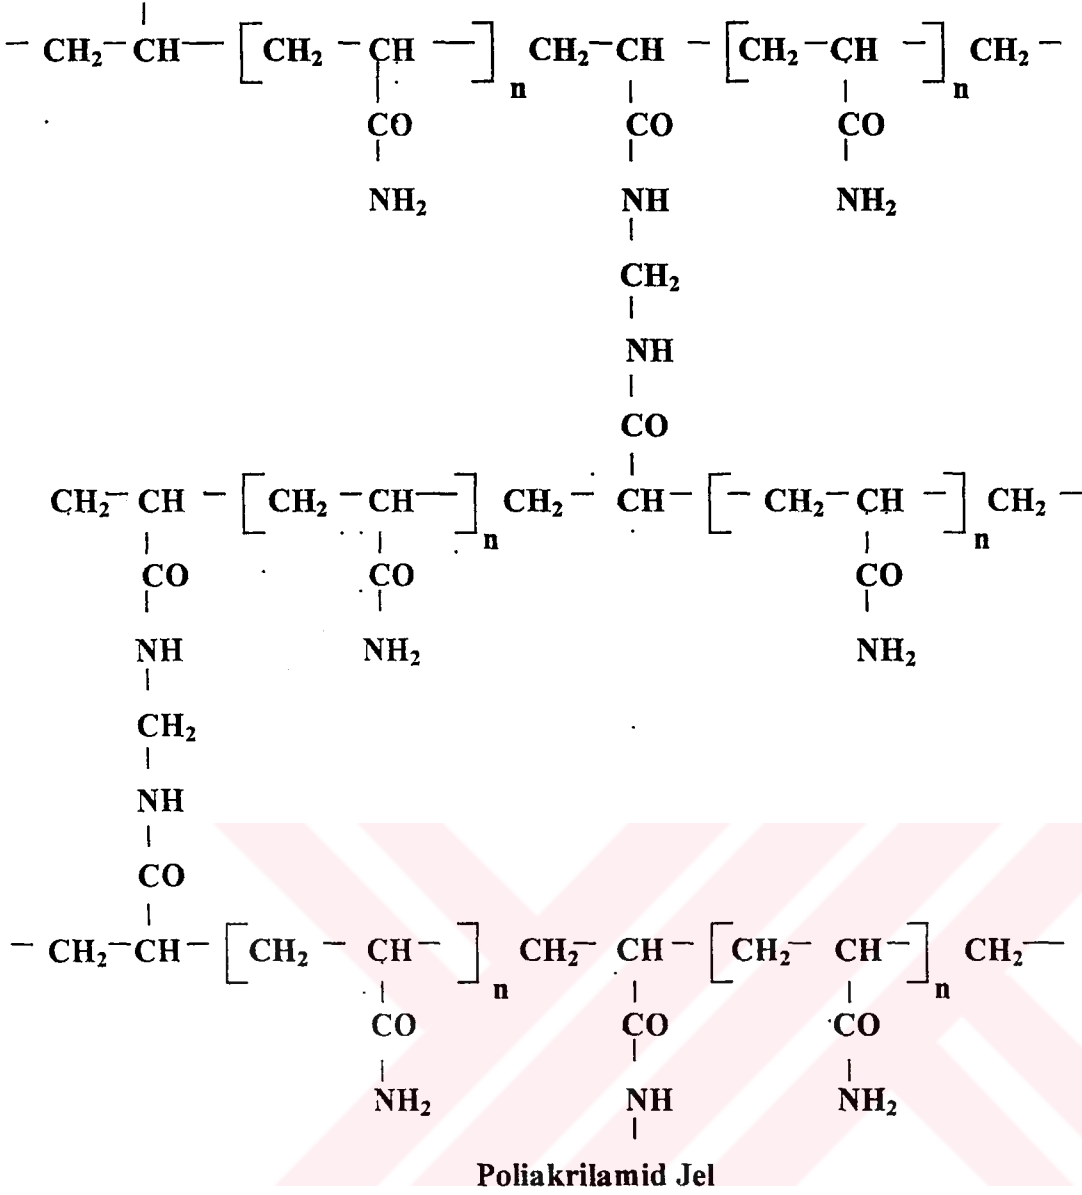 – CH₂–CH– [CH₂ –CH –]n CH₂–CH –[CH₂–CH –]n CH₂ –
CO CO CO
NH₂ NH NH₂
CH₂
NH
CO
CH₂– CH –[CH₂ –CH–]n CH₂ – CH–[– CH₂–CH –]n CH₂ –
CO CO CO
NH NH₂ NH₂
CH₂
NH
CO
– CH₂–CH–[CH₂ – CH–]n CH₂– CH –[CH₂– CH–]n CH₂–
CO CO CO
NH₂ NH NH₂
Poliakrilamid Jel